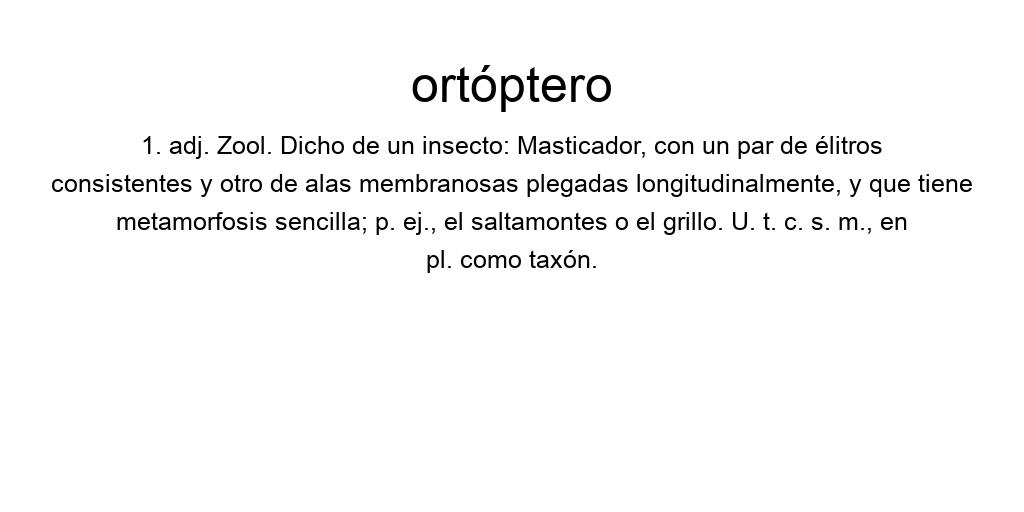 ortóptero
1. adj. Zool. Dicho de un insecto: Masticador, con un par de élitros
consistentes y otro de alas membranosas plegadas longitudinalmente, y que tiene
metamorfosis sencilla; p. ej., el saltamontes o el grillo. U. t. c. s. m., en
pl. como taxón.